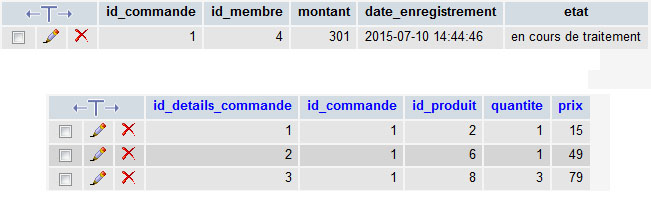 id_commande id_membre montant date_enregistrement etat
1 4 301 2015-07-10 14:44:46 en cours de traitement
id_details_commande id_commande id_produit quantite prix
1 1 2 1 15
2 1 6 1 49
3 1 8 3 79